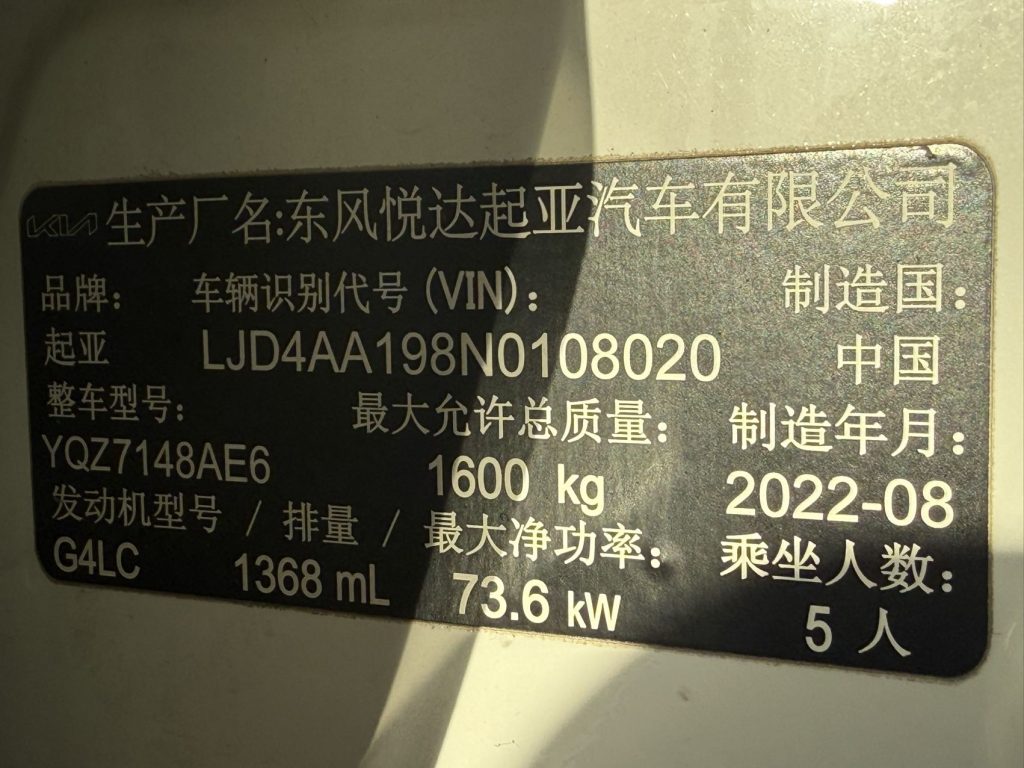 KIA 生产厂名:东风悦达起亚汽车有限公司
品牌: 车辆识别代号 (VIN): 制造国:
起亚 LJD4AA198N0108020 中国
整车型号: 最大允许总质量: 制造年月:
YQZ7148AE6 1600 kg 2022-08
发动机型号 / 排量 / 最大净功率: 乘坐人数:
G4LC 1368 mL 73.6 kW 5 人